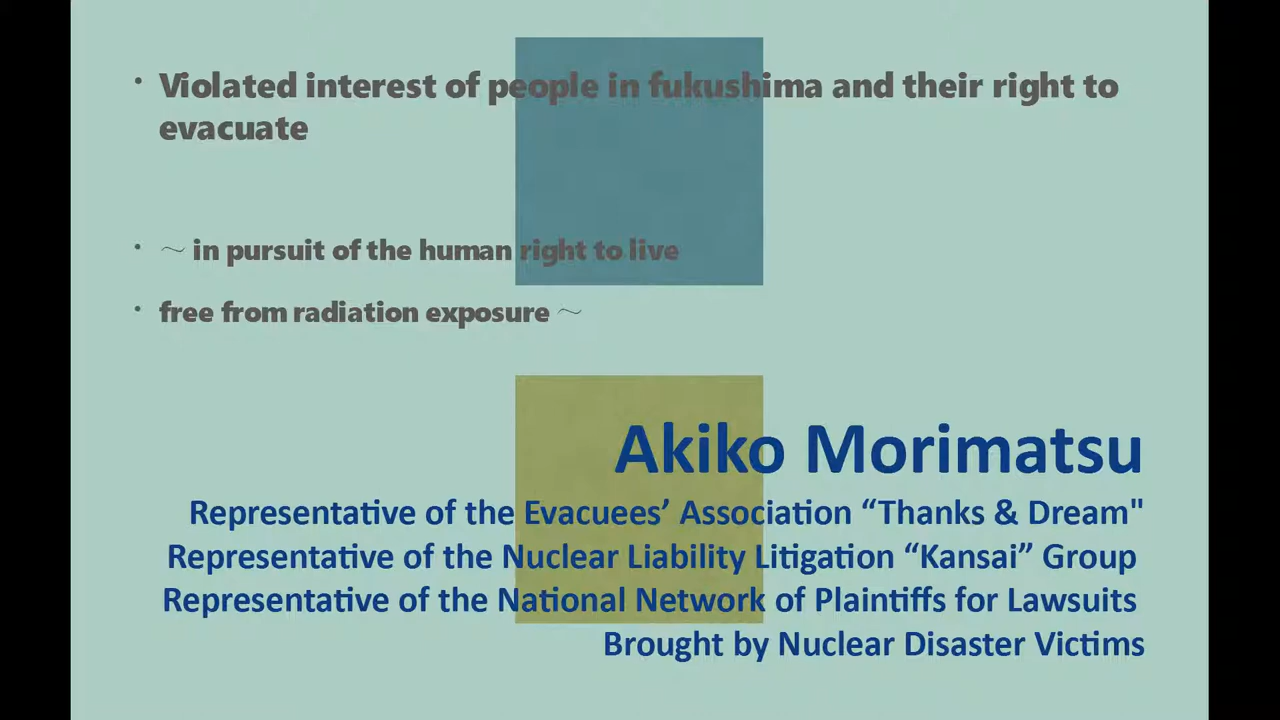 • Violated interest of people in fukushima and their right to
evacuate
• ～ in pursuit of the human right to live
• free from radiation exposure ～
Akiko Morimatsu
Representative of the Evacuees’ Association “Thanks & Dream"
Representative of the Nuclear Liability Litigation “Kansai” Group
Representative of the National Network of Plaintiffs for Lawsuits
Brought by Nuclear Disaster Victims